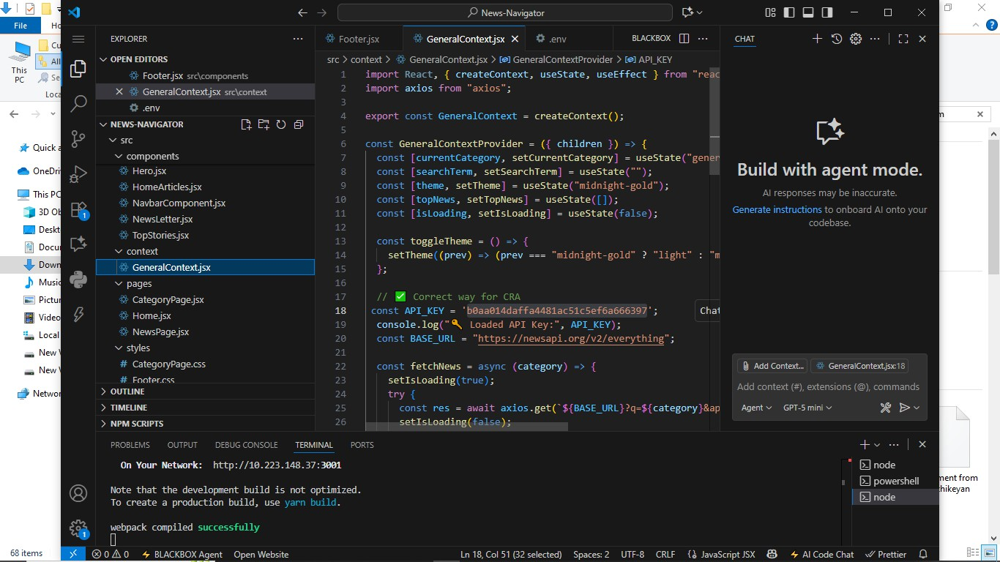 File
Ho
This
PC
Cu
All
Se
Loca
Quick a
OneDri
This PC
3D Ob
Deskt
Docu
Down
Music
Pictur
Video
Local
New V
New V
Networ
68 items
News-Navigator
EXPLORER
OPEN EDITORS
Footer.jsx src\components
GeneralContext.jsx src\context
.env
NEWS-NAVIGATOR
src
components
Hero.jsx
HomeArticles.jsx
NavbarComponent.jsx
NewsLetter.jsx
TopStories.jsx
context
GeneralContext.jsx
pages
CategoryPage.jsx
Home.jsx
NewsPage.jsx
styles
CategoryPage.css
Footer.css
OUTLINE
TIMELINE
NPM SCRIPTS
1
1
Footer.jsx
GeneralContext.jsx
.env
BLACKBOX
src > context > GeneralContext.jsx > GeneralContextProvider > API_KEY
1 import React, { createContext, useState, useEffect } from "reac
2 import axios from "axios";
3
4 export const GeneralContext = createContext();
5
6 const GeneralContextProvider = ({ children }) => {
7 const [currentCategory, setCurrentCategory] = useState("gener
8 const [searchTerm, setSearchTerm] = useState("");
9 const [theme, setTheme] = useState("midnight-gold");
10 const [topNews, setTopNews] = useState([]);
11 const [isLoading, setIsLoading] = useState(false);
12
13 const toggleTheme = () => {
14 setTheme((prev) => (prev === "midnight-gold" ? "light" : "m
15 };
16
17 // ✅ Correct way for CRA
18 const API_KEY = 'b0aa014daffa4481ac51c5ef6a666397';
19 console.log("🔑 Loaded API Key:", API_KEY);
20 const BASE_URL = "https://newsapi.org/v2/everything";
21
22 const fetchNews = async (category) => {
23 setIsLoading(true);
24 try {
25 const res = await axios.get(`${BASE_URL}?q=${category}&ap
26 setIsLoading(false);
Chat
CHAT
Build with agent mode.
AI responses may be inaccurate.
Generate instructions to onboard AI onto your
codebase.
Add Context...
GeneralContext.jsx:18
Add context (#), extensions (@), commands
Agent
GPT-5 mini
PROBLEMS OUTPUT DEBUG CONSOLE TERMINAL PORTS
On Your Network: http://10.223.148.37:3001
Note that the development build is not optimized.
To create a production build, use yarn build.
webpack compiled successfully
node
powershell
node
0 0 BLACKBOX Agent Open Website Ln 18, Col 51 (32 selected) Spaces: 2 UTF-8 CRLF {} JavaScript JSX AI Code Chat Prettier
m
ment from
hikeyan